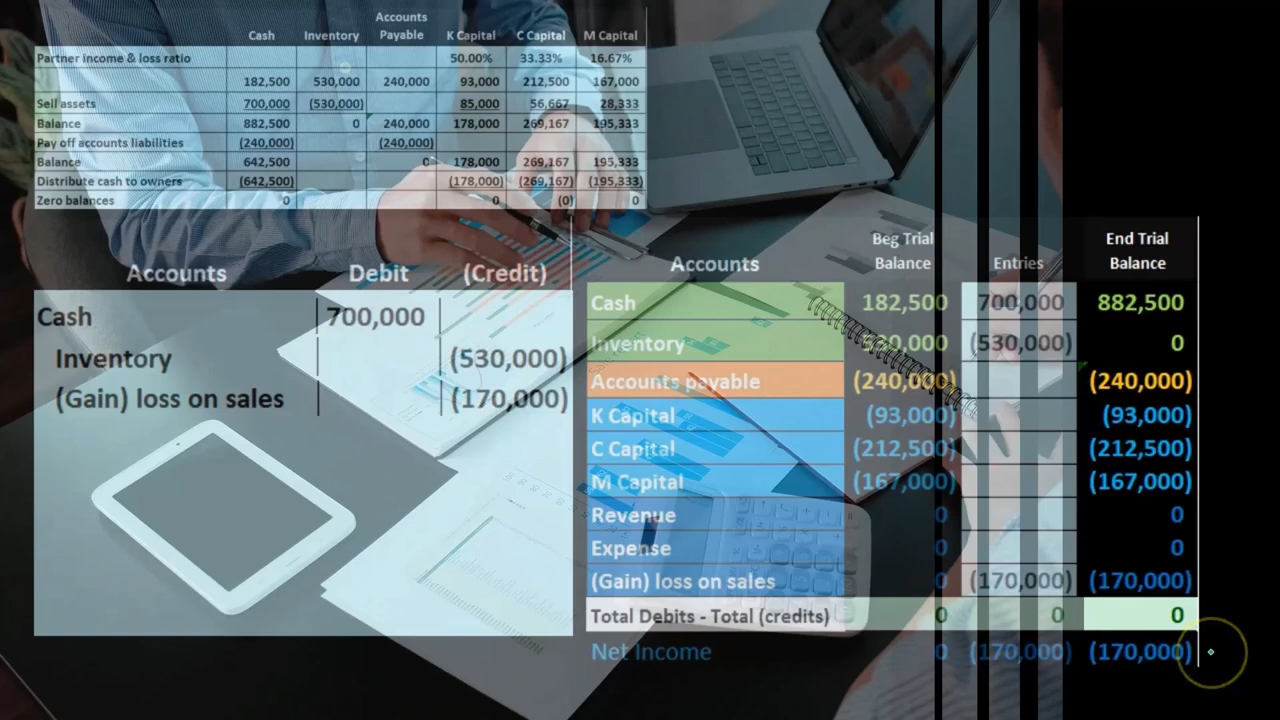 Accounts
Cash Inventory Payable K Capital C Capital M Capital
Partner income & loss ratio 50.00% 33.33% 16.67%
182,500 530,000 240,000 93,000 212,500 167,000
Sell assets 700,000 (530,000) 85,000 56,667 28,333
Balance 882,500 0 240,000 178,000 269,167 195,333
Pay off accounts liabilities (240,000) (240,000)
Balance 642,500 0 178,000 269,167 195,333
Distribute cash to owners (642,500) (178,000) (269,167) (195,333)
Zero balances 0 0 (0) 0
Accounts Debit (Credit)
Cash 700,000
Inventory (530,000)
(Gain) loss on sales (170,000)
Beg Trial End Trial
Accounts Balance Entries Balance
Cash 182,500 700,000 882,500
Inventory 530,000 (530,000) 0
Accounts payable (240,000) (240,000)
K Capital (93,000) (93,000)
C Capital (212,500) (212,500)
M Capital (167,000) (167,000)
Revenue 0 0
Expense 0 0
(Gain) loss on sales 0 (170,000) (170,000)
Total Debits - Total (credits) 0 0 0
Net Income 0 (170,000) (170,000)